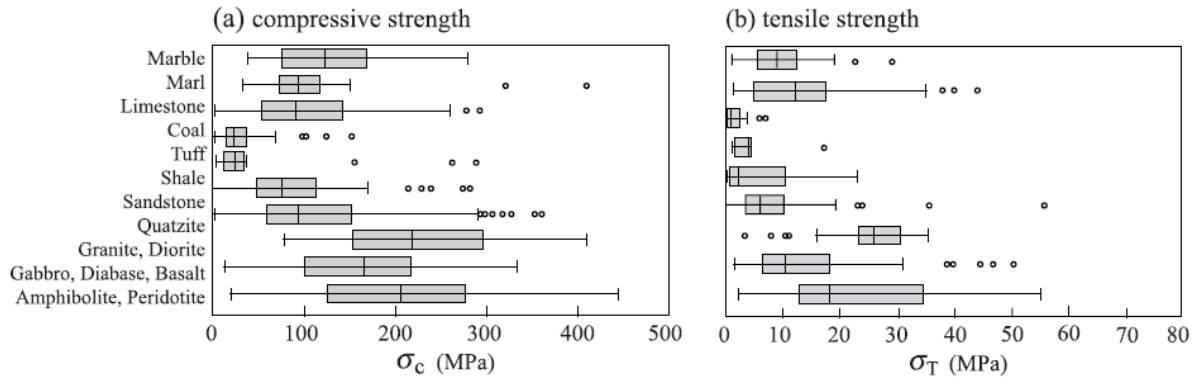 (a) compressive strength
(b) tensile strength
Marble
Marl
Limestone
Coal
Tuff
Shale
Sandstone
Quatzite
Granite, Diorite
Gabbro, Diabase, Basalt
Amphibolite, Peridotite
0 100 200 300 400 500
0 10 20 30 40 50 60 70 80
σc (MPa)
σT (MPa)